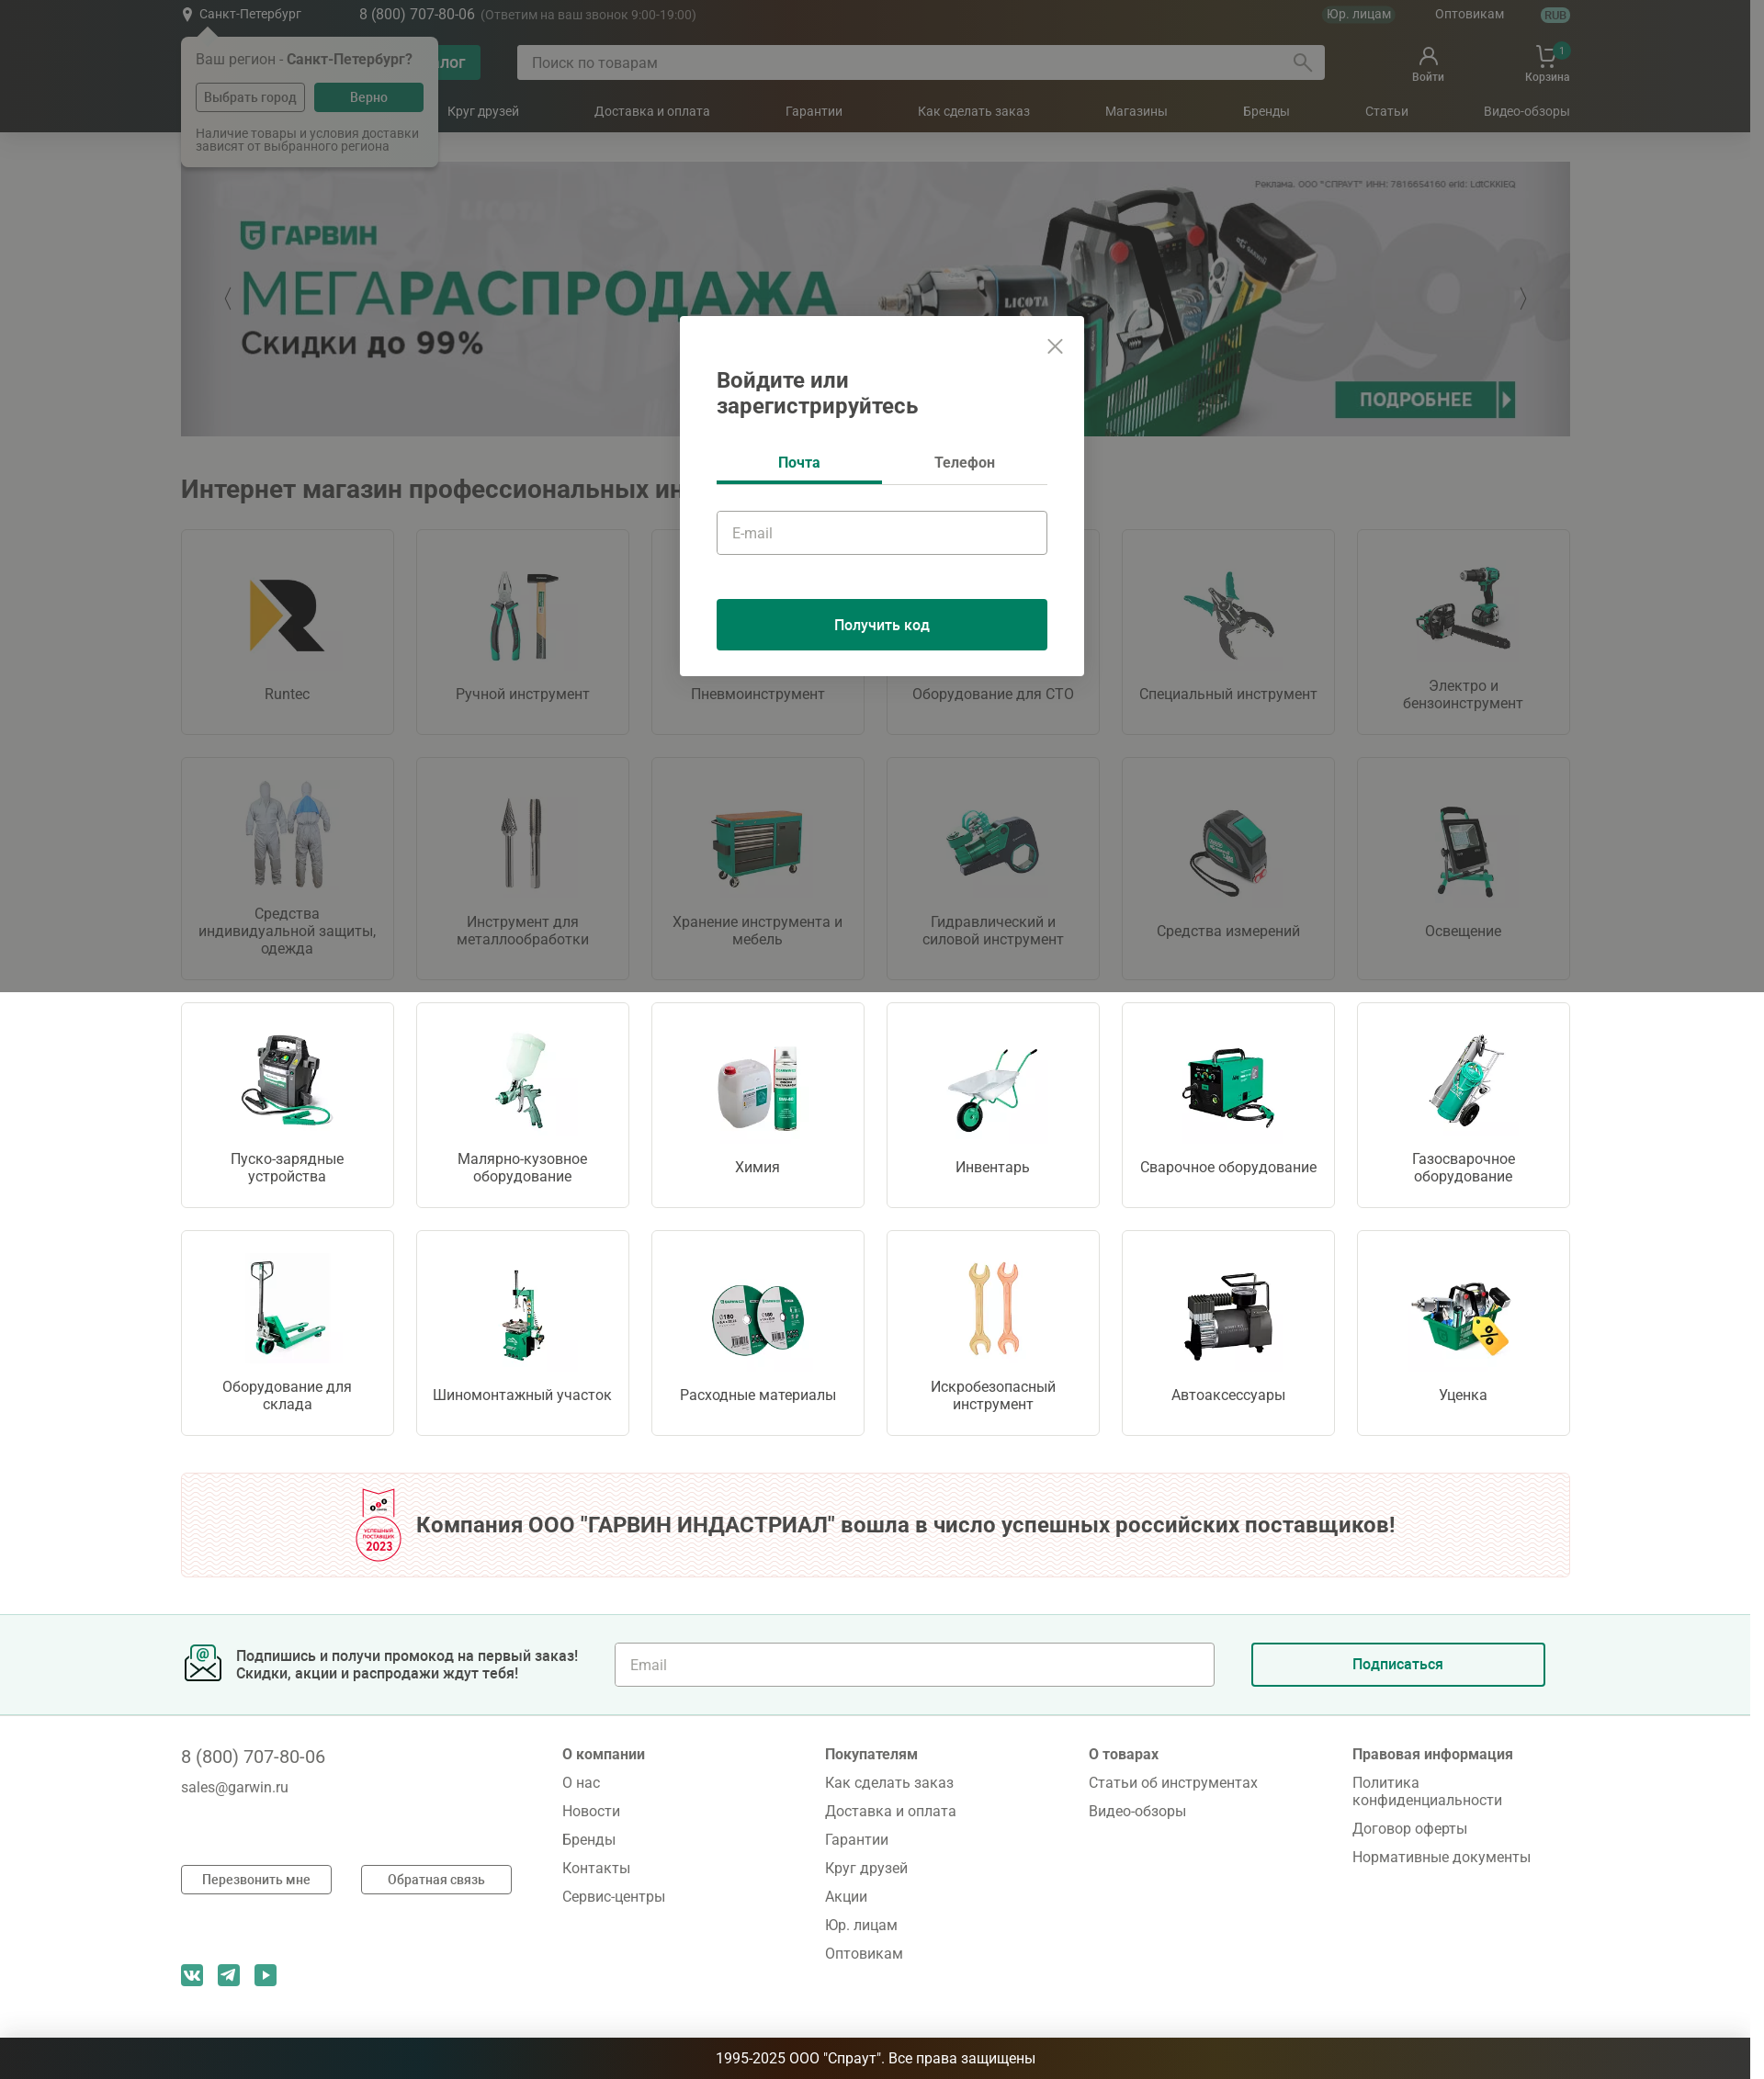 Санкт-Петербург
8 (800) 707-80-06 (Ответим на ваш звонок 9:00-19:00)
Юр. лицам
Оптовикам
RUB
Ваш регион - Санкт-Петербург?
Выбрать город
Верно
Наличие товары и условия доставки
зависят от выбранного региона
Поиск по товарам
Войти
1
Корзина
Круг друзей
Доставка и оплата
Гарантии
Как сделать заказ
Магазины
Бренды
Статьи
Видео-обзоры
Реклама. ООО "СПРАУТ" ИНН: 7816654160 erid: LdtCKKiEQ
ГАРВИН
МЕГАРАСПРОДАЖА
Скидки до 99%
LICOTA
GARWIN
ПОДРОБНЕЕ
Войдите или
зарегистрируйтесь
Почта
Телефон
E-mail
Получить код
Интернет магазин профессиональных
Runtec
Ручной инструмент
Пневмоинструмент
Оборудование для СТО
Специальный инструмент
Электро и
бензоинструмент
Средства
индивидуальной защиты,
одежда
Инструмент для
металлообработки
Хранение инструмента и
мебель
Гидравлический и
силовой инструмент
Средства измерений
Освещение
Пуско-зарядные
устройства
Малярно-кузовное
оборудование
Химия
Инвентарь
Сварочное оборудование
Газосварочное
оборудование
Оборудование для
склада
Шиномонтажный участок
Расходные материалы
Искробезопасный
инструмент
Автоаксессуары
Уценка
УСПЕШНЫЙ
ПОСТАВЩИК
2023
Компания ООО "ГАРВИН ИНДАСТРИАЛ" вошла в число успешных российских поставщиков!
Подпишись и получи промокод на первый заказ!
Скидки, акции и распродажи ждут тебя!
Email
Подписаться
8 (800) 707-80-06
sales@garwin.ru
Перезвонить мне
Обратная связь
О компании
О нас
Новости
Бренды
Контакты
Сервис-центры
Покупателям
Как сделать заказ
Доставка и оплата
Гарантии
Круг друзей
Акции
Юр. лицам
Оптовикам
О товарах
Статьи об инструментах
Видео-обзоры
Правовая информация
Политика
конфиденциальности
Договор оферты
Нормативные документы
1995-2025 ООО "Спраут". Все права защищены